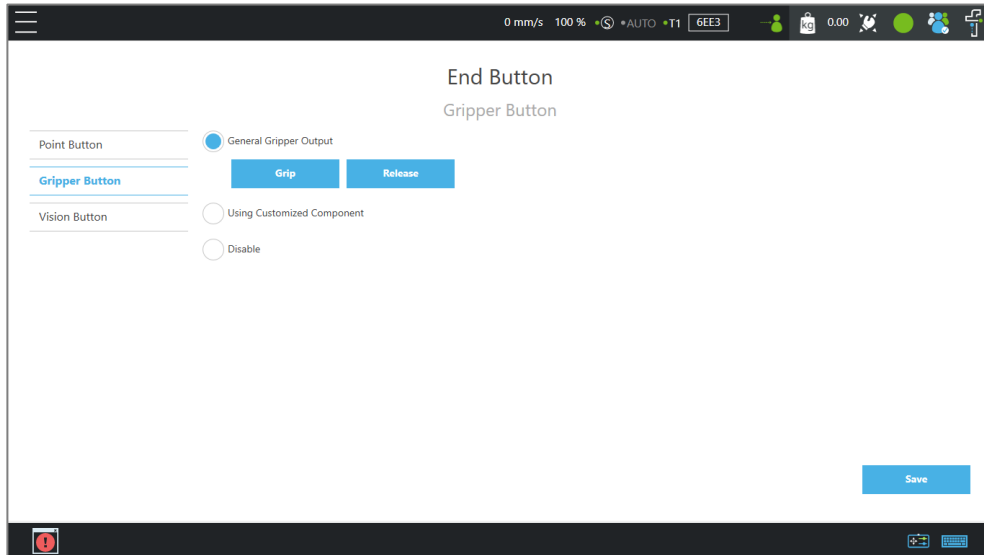 0 mm/s 100 % S AUTO T1 6EE3 kg 0.00
End Button
Gripper Button
Point Button
Gripper Button
Vision Button
General Gripper Output
Grip Release
Using Customized Component
Disable
Save